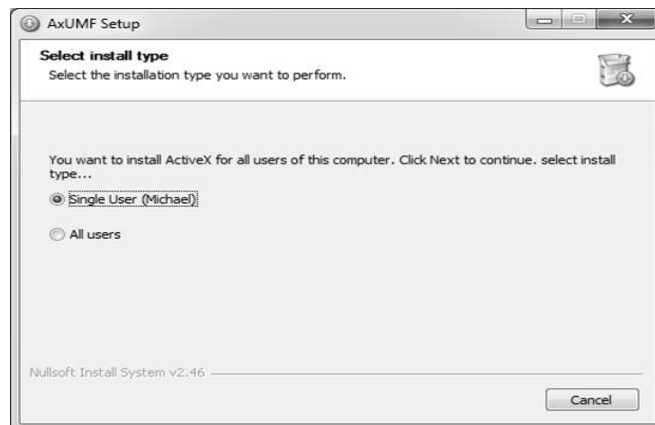 AxUMF Setup
Select install type
Select the installation type you want to perform.
You want to install ActiveX for all users of this computer. Click Next to continue. select install
type...
Single User (Michael)
All users
Nullsoft Install System v2.46
Cancel